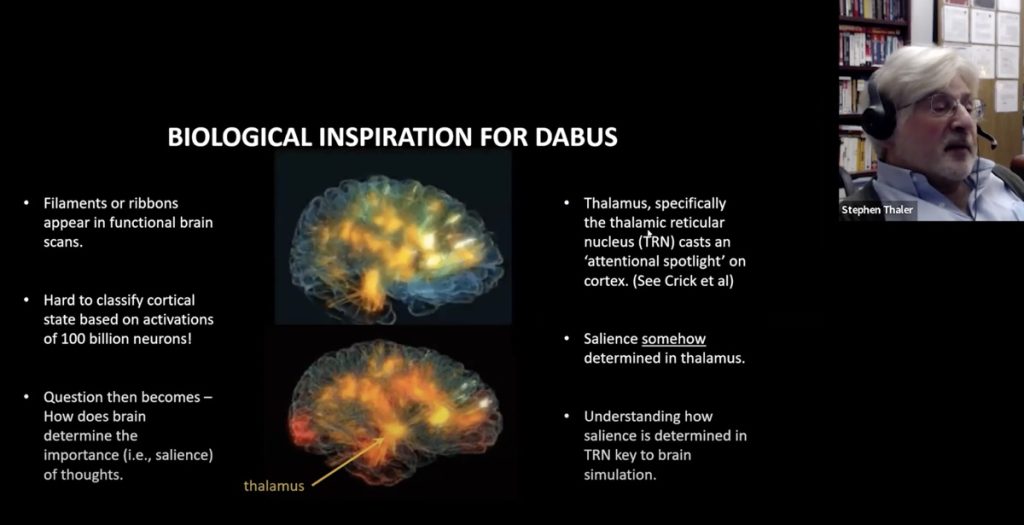 BIOLOGICAL INSPIRATION FOR DABUS
• Filaments or ribbons
appear in functional brain
scans.
• Hard to classify cortical
state based on activations
of 100 billion neurons!
• Question then becomes –
How does brain
determine the
importance (i.e., salience)
of thoughts.
thalamus
• Thalamus, specifically
the thalamic reticular
nucleus (TRN) casts an
‘attentional spotlight’ on
cortex. (See Crick et al)
• Salience somehow
determined in thalamus.
• Understanding how
salience is determined in
TRN key to brain
simulation.
Stephen Thaler